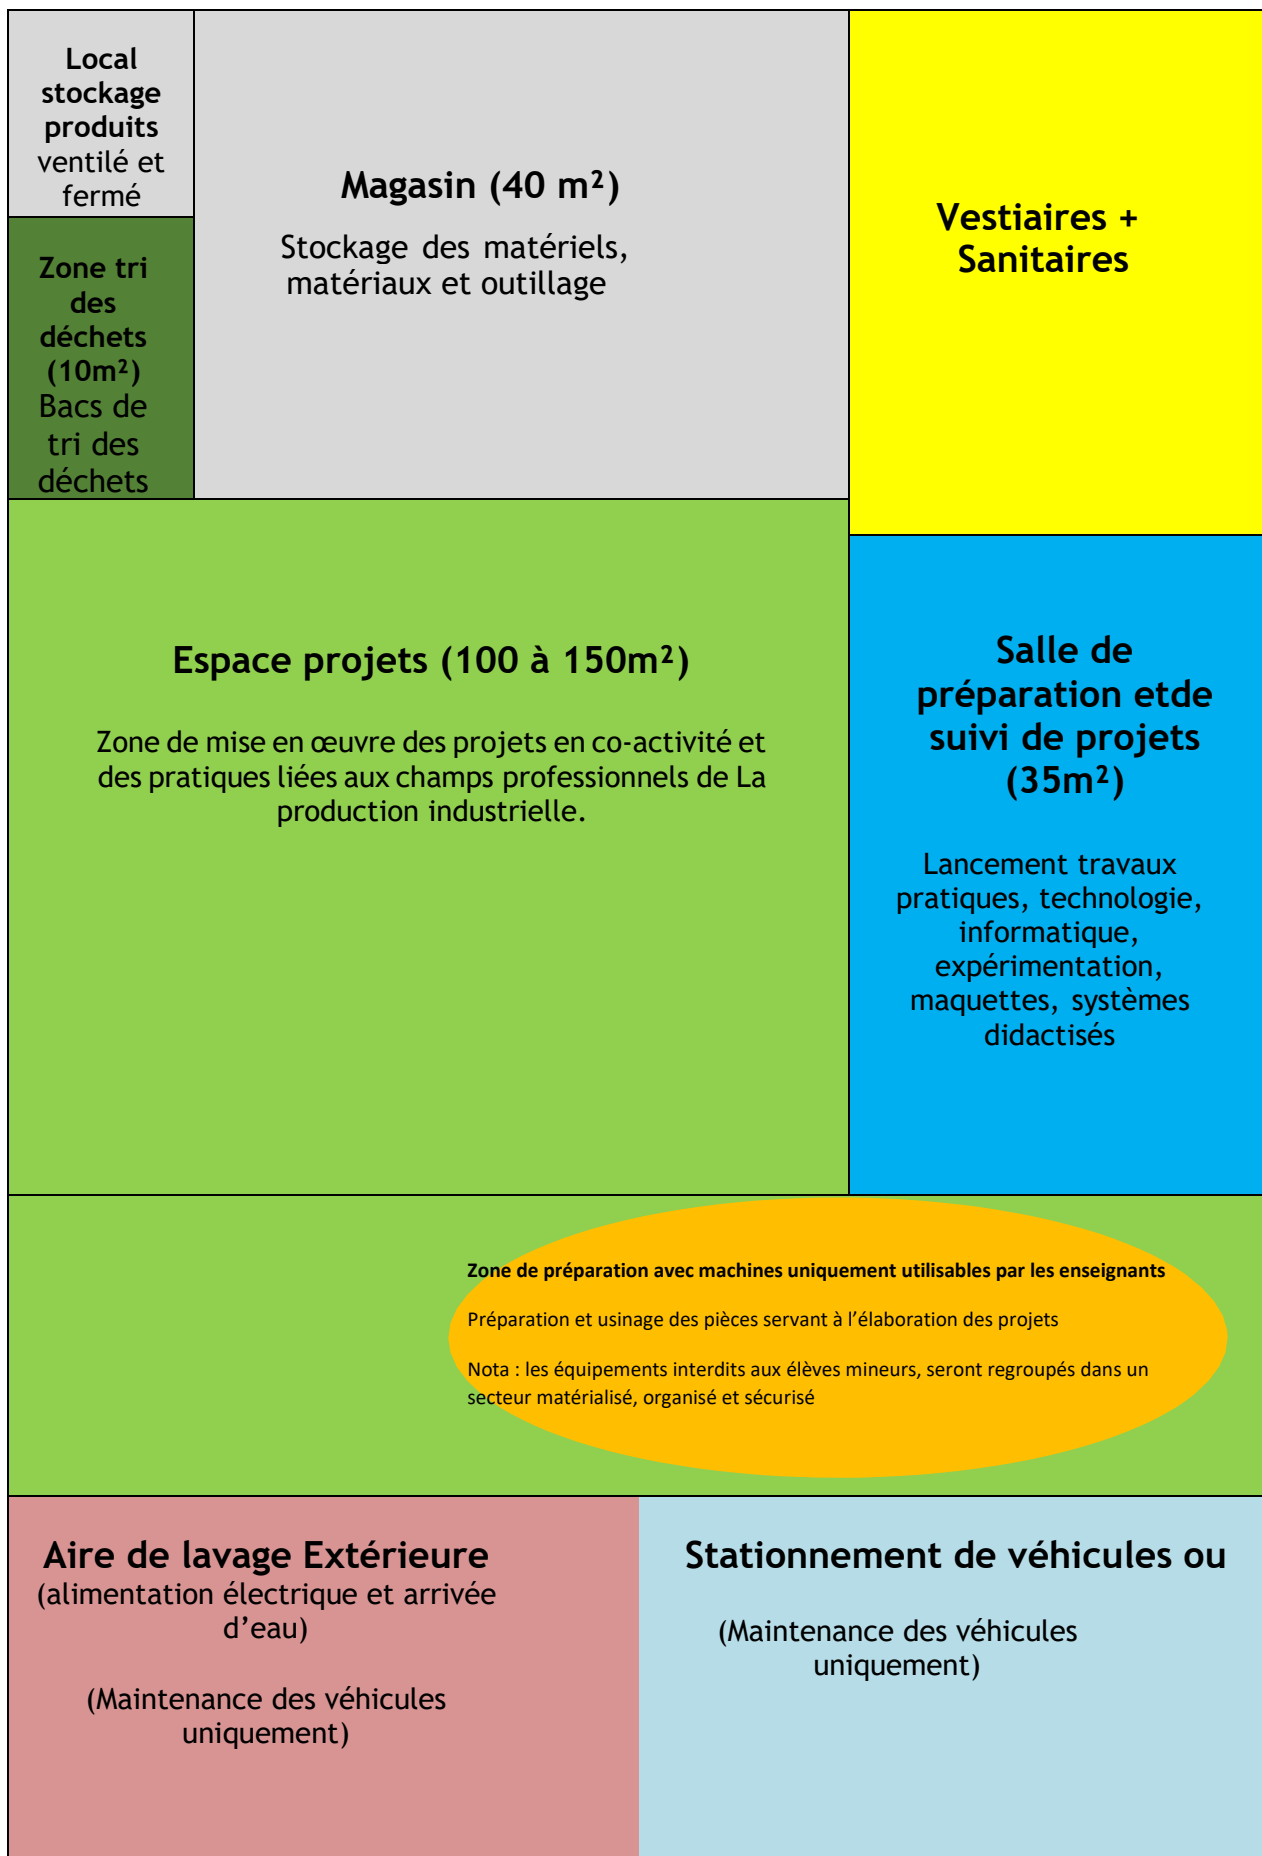 Local
stockage
produits
ventilé et
fermé
Magasin (40 m²)
Stockage des matériels,
matériaux et outillage
Vestiaires +
Sanitaires
Zone tri
des
déchets
(10m²)
Bacs de
tri des
déchets
Espace projets (100 à 150m²)
Zone de mise en œuvre des projets en co-activité et
des pratiques liées aux champs professionnels de La
production industrielle.
Salle de
préparation etde
suivi de projets
(35m²)
Lancement travaux
pratiques, technologie,
informatique,
expérimentation,
maquettes, systèmes
didactisés
Zone de préparation avec machines uniquement utilisables par les enseignants
Préparation et usinage des pièces servant à l’élaboration des projets
Nota : les équipements interdits aux élèves mineurs, seront regroupés dans un
secteur matérialisé, organisé et sécurisé
Aire de lavage Extérieure
(alimentation électrique et arrivée
d’eau)
(Maintenance des véhicules
uniquement)
Stationnement de véhicules ou
(Maintenance des véhicules
uniquement)